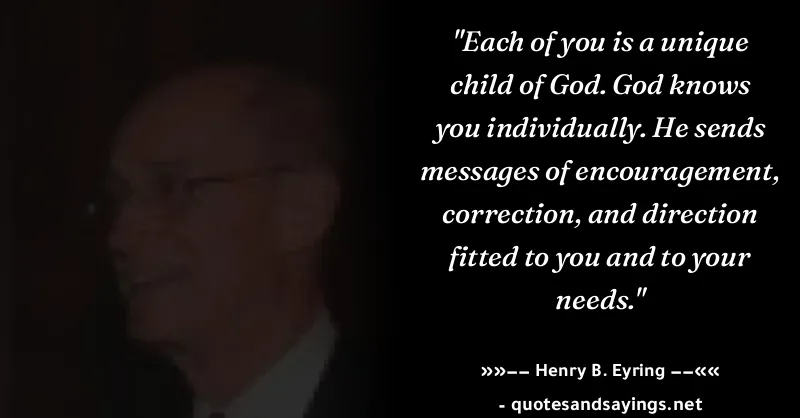 "Each of you is a unique
child of God. God knows
you individually. He sends
messages of encouragement,
correction, and direction
fitted to you and to your
needs."
»»−− Henry B. Eyring −−««
- quotesandsayings.net